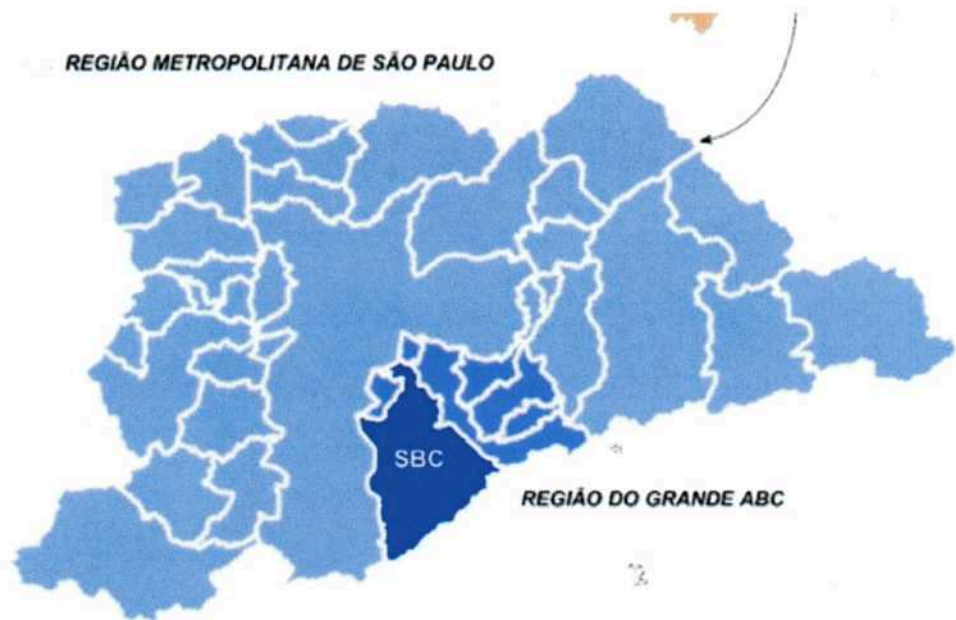 REGIÃO METROPOLITANA DE SÃO PAULO
SBC
REGIÃO DO GRANDE ABC